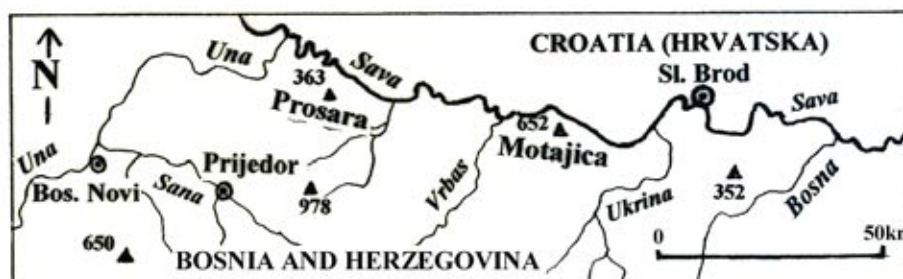 N
Una
Sava
CROATIA (HRVATSKA)
Sl. Brod
363
Prosara
652
Motajica
Sava
Una
Bos. Novi
Prijedor
Sana
978
Vrbas
Ukrina
352
Bosna
650
BOSNIA AND HERZEGOVINA
0
50km